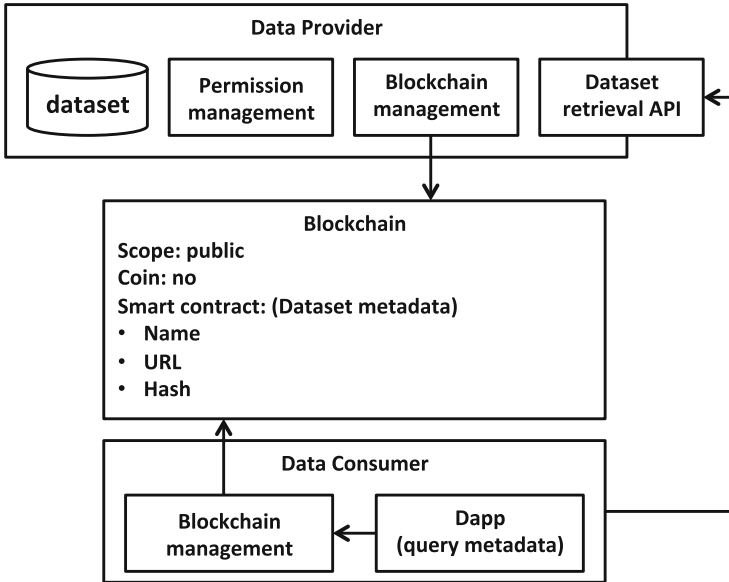 Data Provider
dataset
Permission
management
Blockchain
management
Dataset
retrieval API
Blockchain
Scope: public
Coin: no
Smart contract: (Dataset metadata)
• Name
• URL
• Hash
Data Consumer
Blockchain
management
Dapp
(query metadata)